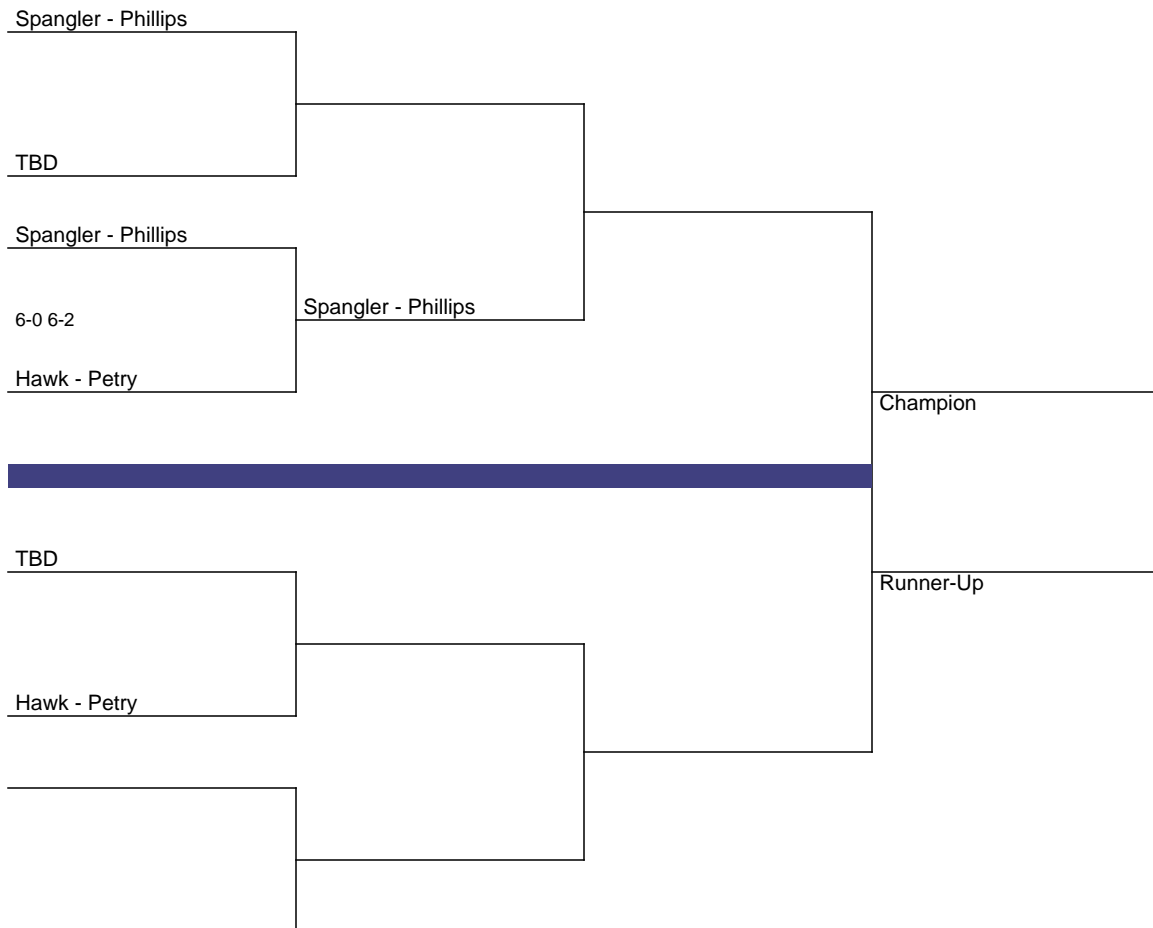 Spangler - Phillips
TBD
Spangler - Phillips
6-0 6-2
Spangler - Phillips
Hawk - Petry
Champion
TBD
Runner-Up
Hawk - Petry